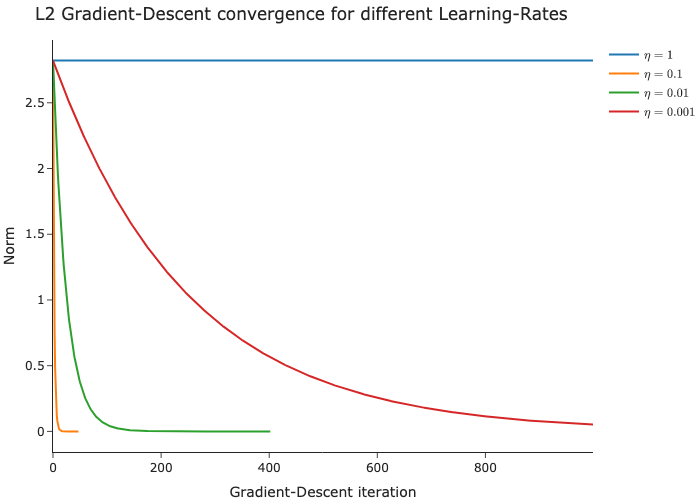 L2 Gradient-Descent convergence for different Learning-Rates
η = 1
η = 0.1
η = 0.01
η = 0.001
Norm
2.5
2
1.5
1
0.5
0
0
200
400
600
800
Gradient-Descent iteration